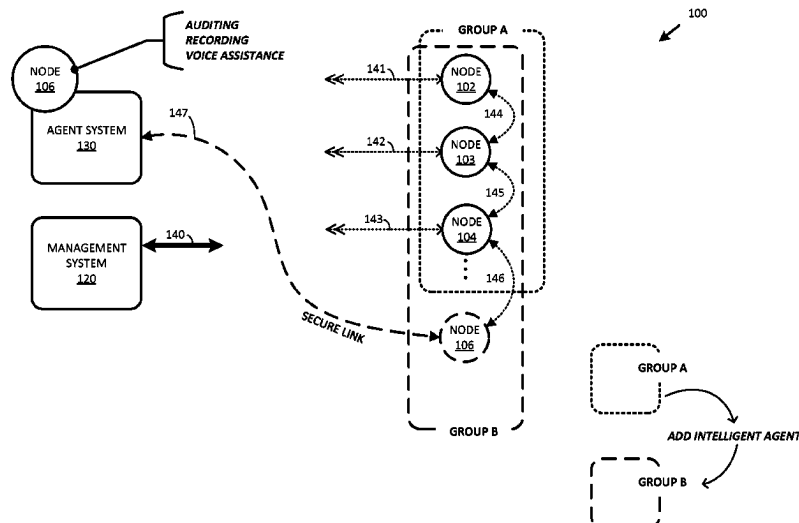 100
AUDITING
RECORDING
VOICE ASSISTANCE
GROUP A
NODE
106
AGENT SYSTEM
130
147
141
NODE
102
144
142
NODE
103
145
143
NODE
104
146
MANAGEMENT
SYSTEM
120
140
SECURE LINK
NODE
106
GROUP B
GROUP A
ADD INTELLIGENT AGENT
GROUP B